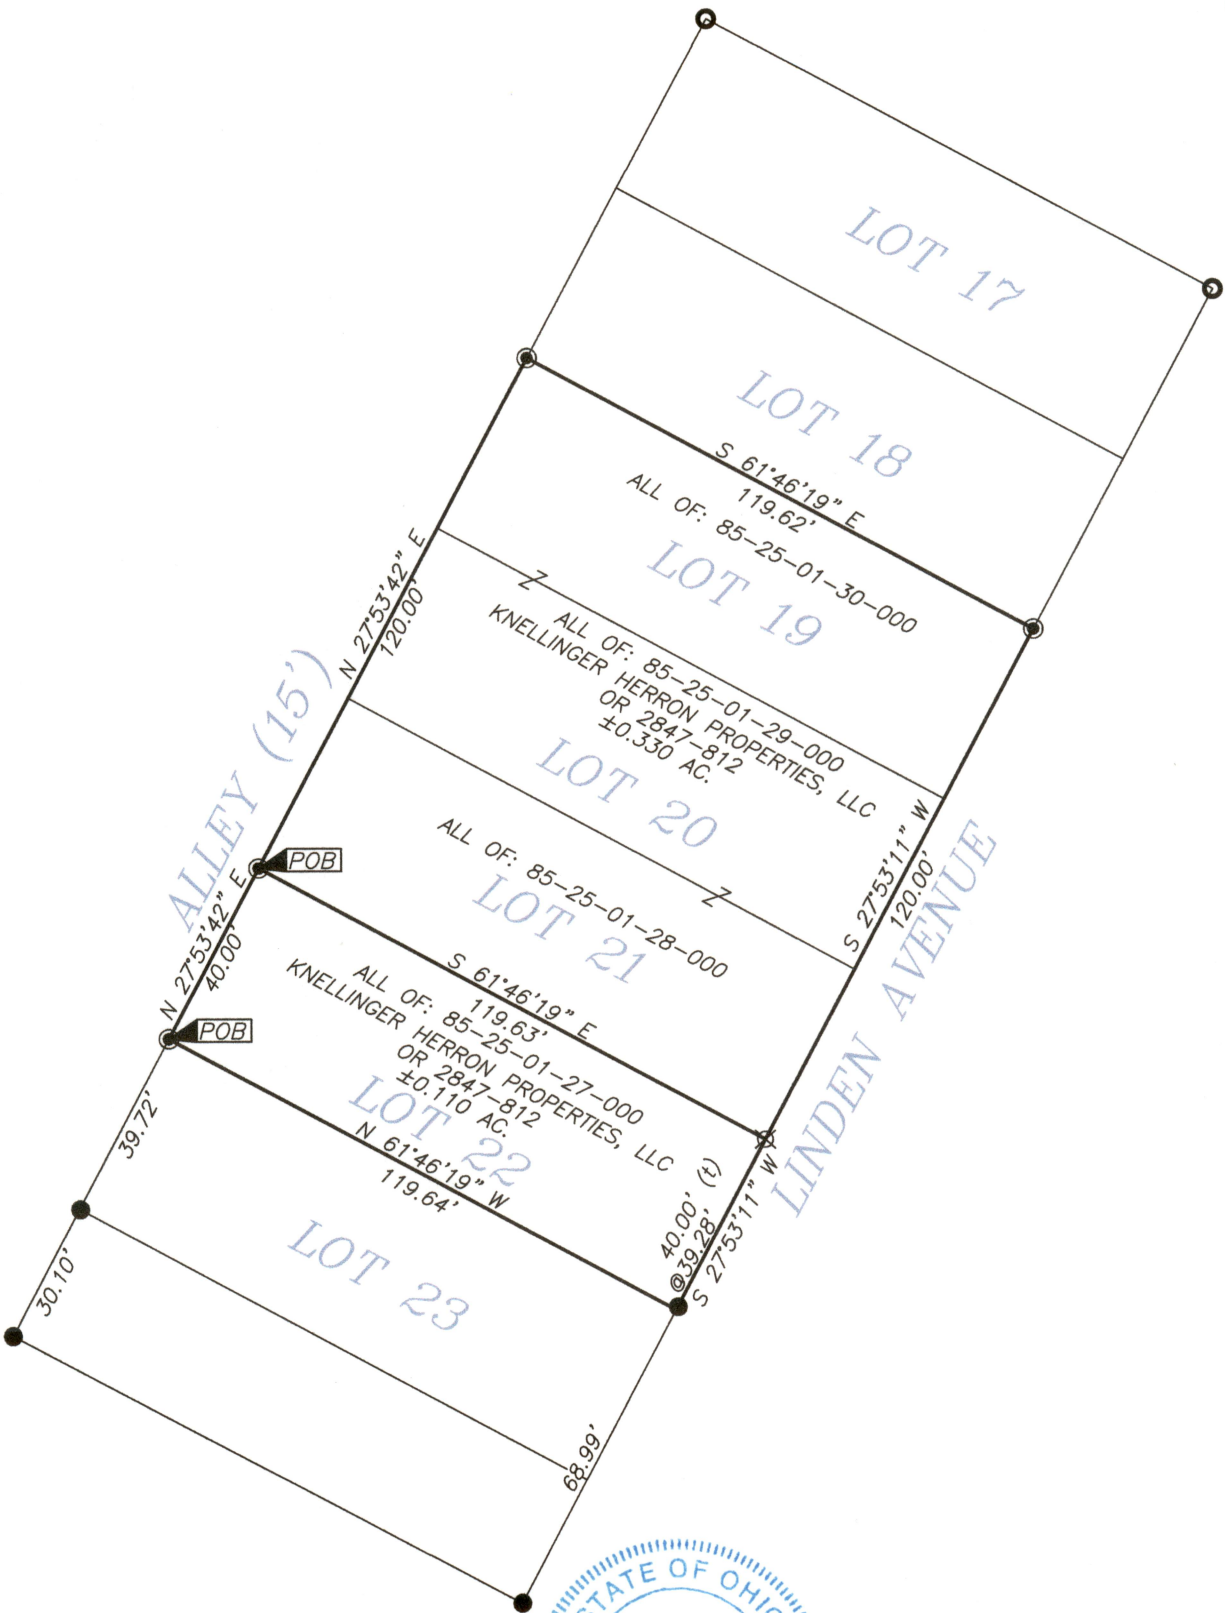 LOT 17
LOT 18
S 61°46'19" E
119.62'
ALL OF: 85-25-01-30-000
LOT 19
N 27°53'42" E
120.00'
Z
ALL OF: 85-25-01-29-000
KNELLINGER HERRON PROPERTIES, LLC
OR 2847-812
±0.330 AC.
LOT 20
S 27°53'11" W
120.00'
ALLEY (15')
LINDEN AVENUE
Z
ALL OF: 85-25-01-28-000
LOT 21
POB
N 27°53'42" E
40.00'
S 61°46'19" E
119.63'
ALL OF: 85-25-01-27-000
KNELLINGER HERRON PROPERTIES, LLC
OR 2847-812
±0.110 AC.
POB
LOT 22
N 61°46'19" W
119.64'
40.00' (t)
@39.28'
S 27°53'11" W
39.72'
LOT 23
30.10'
68.99'
STATE OF OHIO